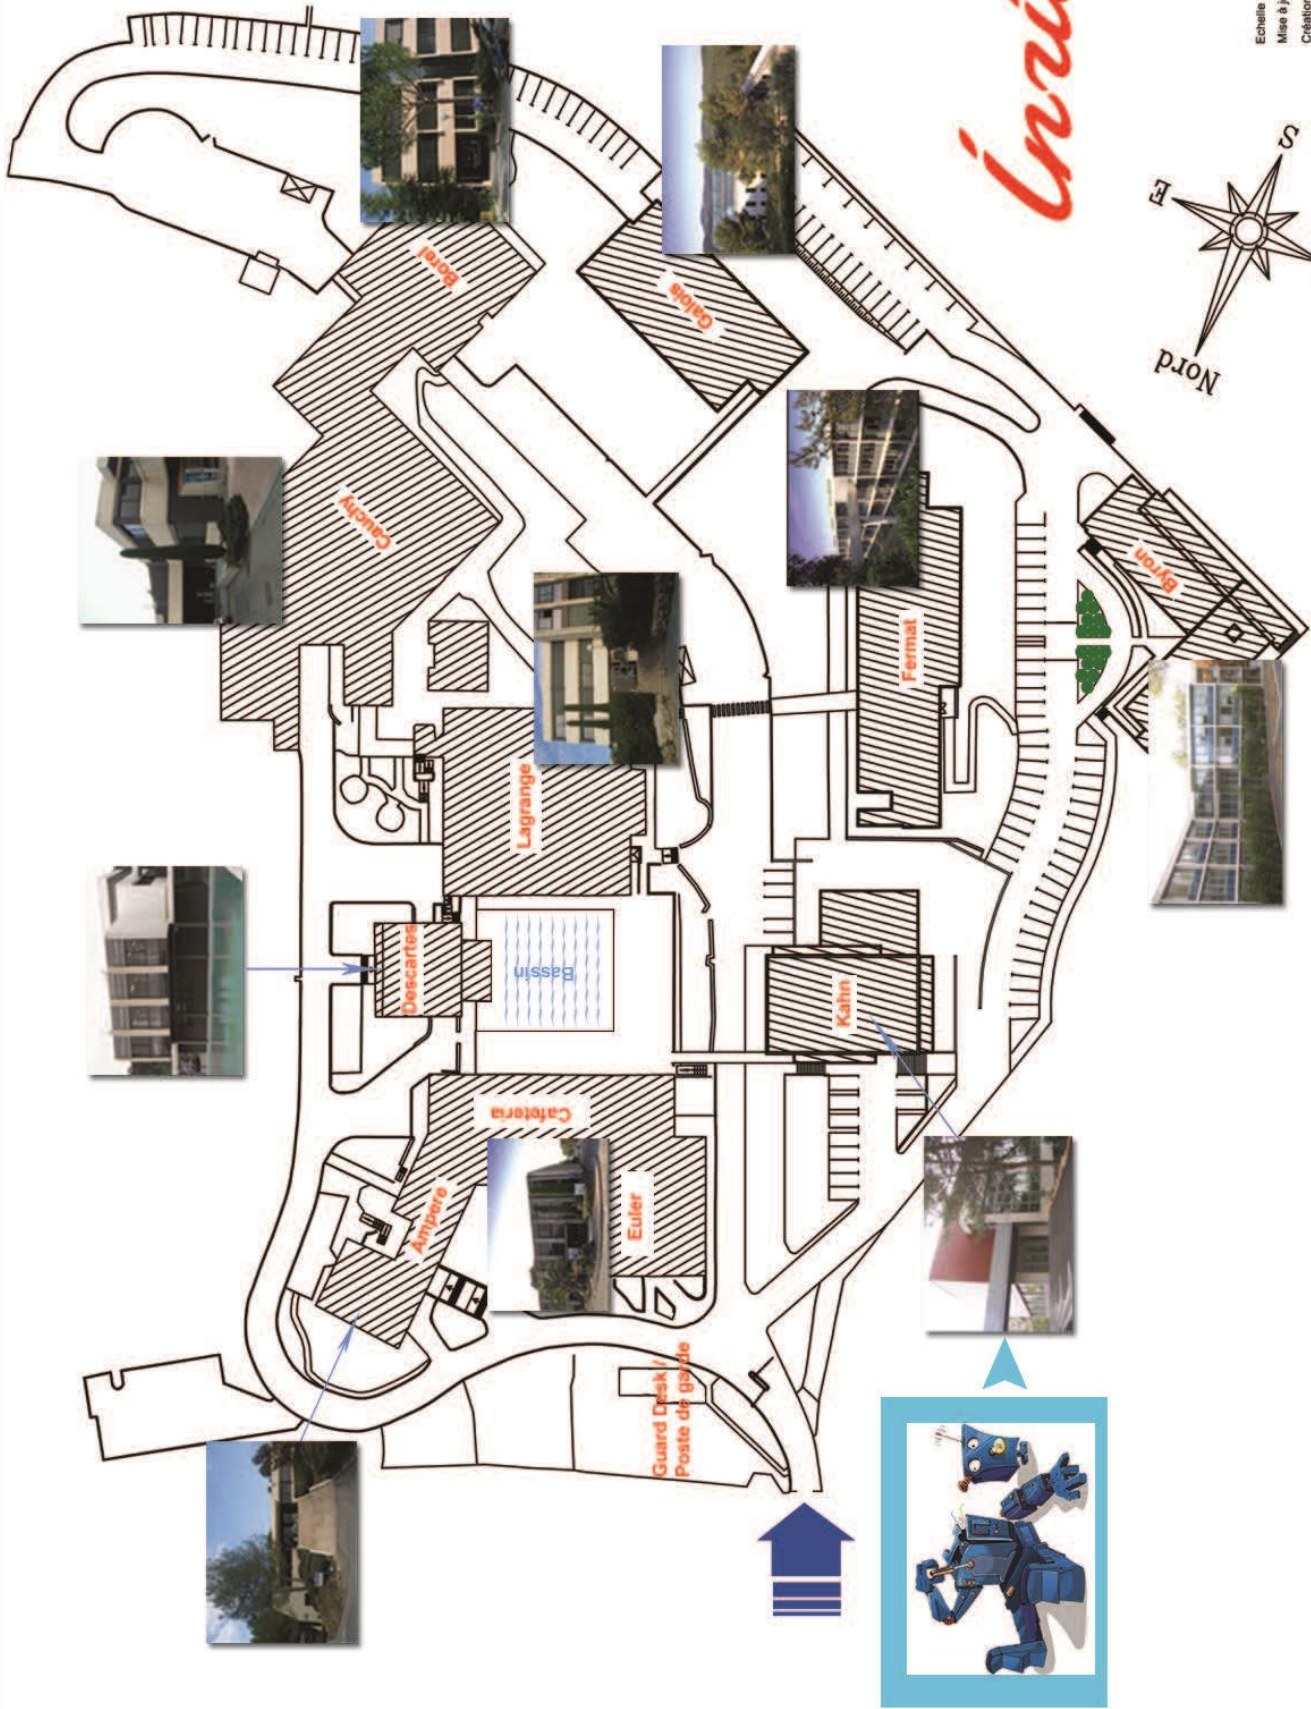 Borel
Galois
Cauchy
Lagrange
Fermat
Byron
Descartes
Bassin
Kahn
Cafeteria
Ampere
Euler
Guard Desk /
Poste de garde
E
S
Nord
Echelle